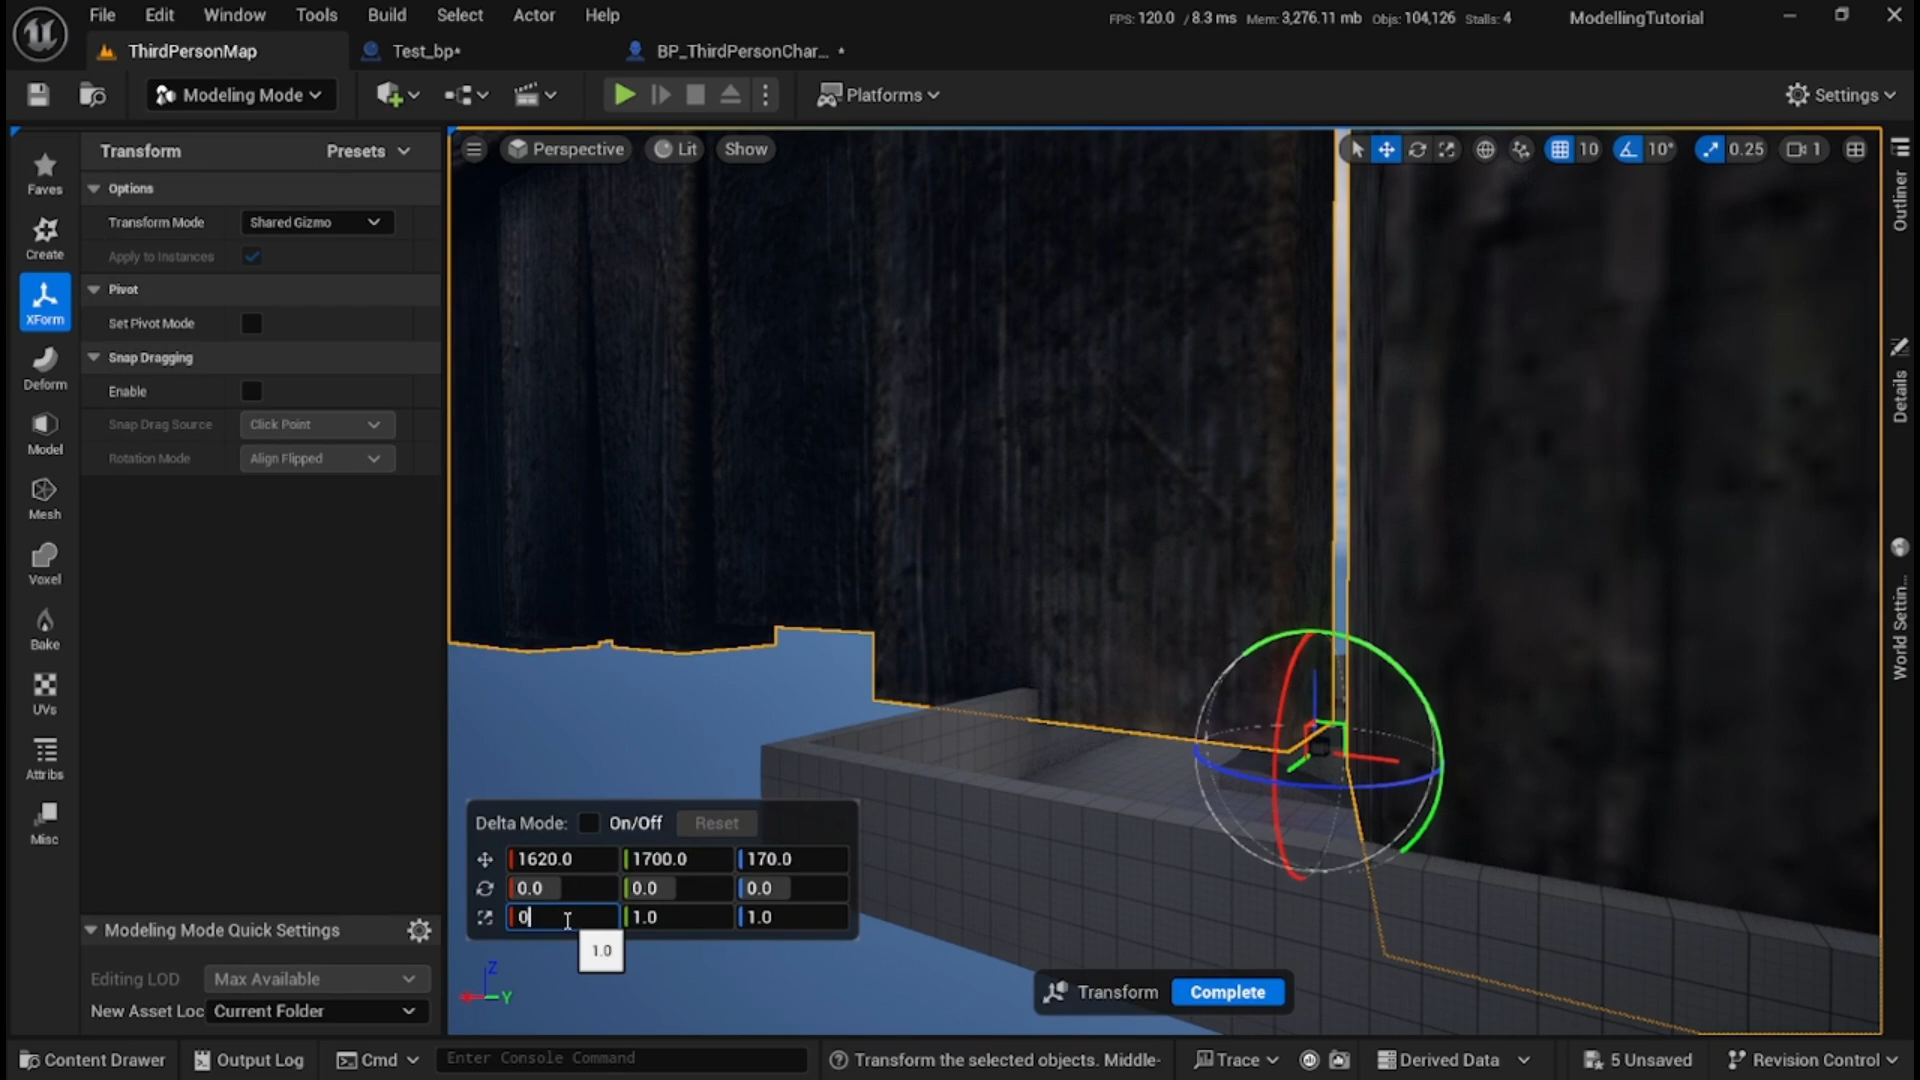 File Edit Window Tools Build Select Actor Help
FPS: 120.0 / 8.3 ms Mem: 3,276.11 mb Objs: 104,126 Stalls: 4
ModellingTutorial
ThirdPersonMap
Test_bp*
BP_ThirdPersonChar... *
Modeling Mode
Platforms
Settings
Transform
Presets
Perspective
Lit
Show
10
10°
0.25
1
Faves
Create
XForm
Deform
Model
Mesh
Voxel
Bake
UVs
Attribs
Misc
Options
Transform Mode Shared Gizmo
Apply to Instances
Pivot
Set Pivot Mode
Snap Dragging
Enable
Snap Drag Source Click Point
Rotation Mode Align Flipped
Outliner
Details
World Settin...
Delta Mode: On/Off Reset
1620.0 1700.0 170.0
0.0 0.0 0.0
0 1.0 1.0
1.0
Z
Y
Transform Complete
Modeling Mode Quick Settings
Editing LOD Max Available
New Asset Loc Current Folder
Content Drawer
Output Log
Cmd
Enter Console Command
Transform the selected objects. Middle-
Trace
Derived Data
5 Unsaved
Revision Control